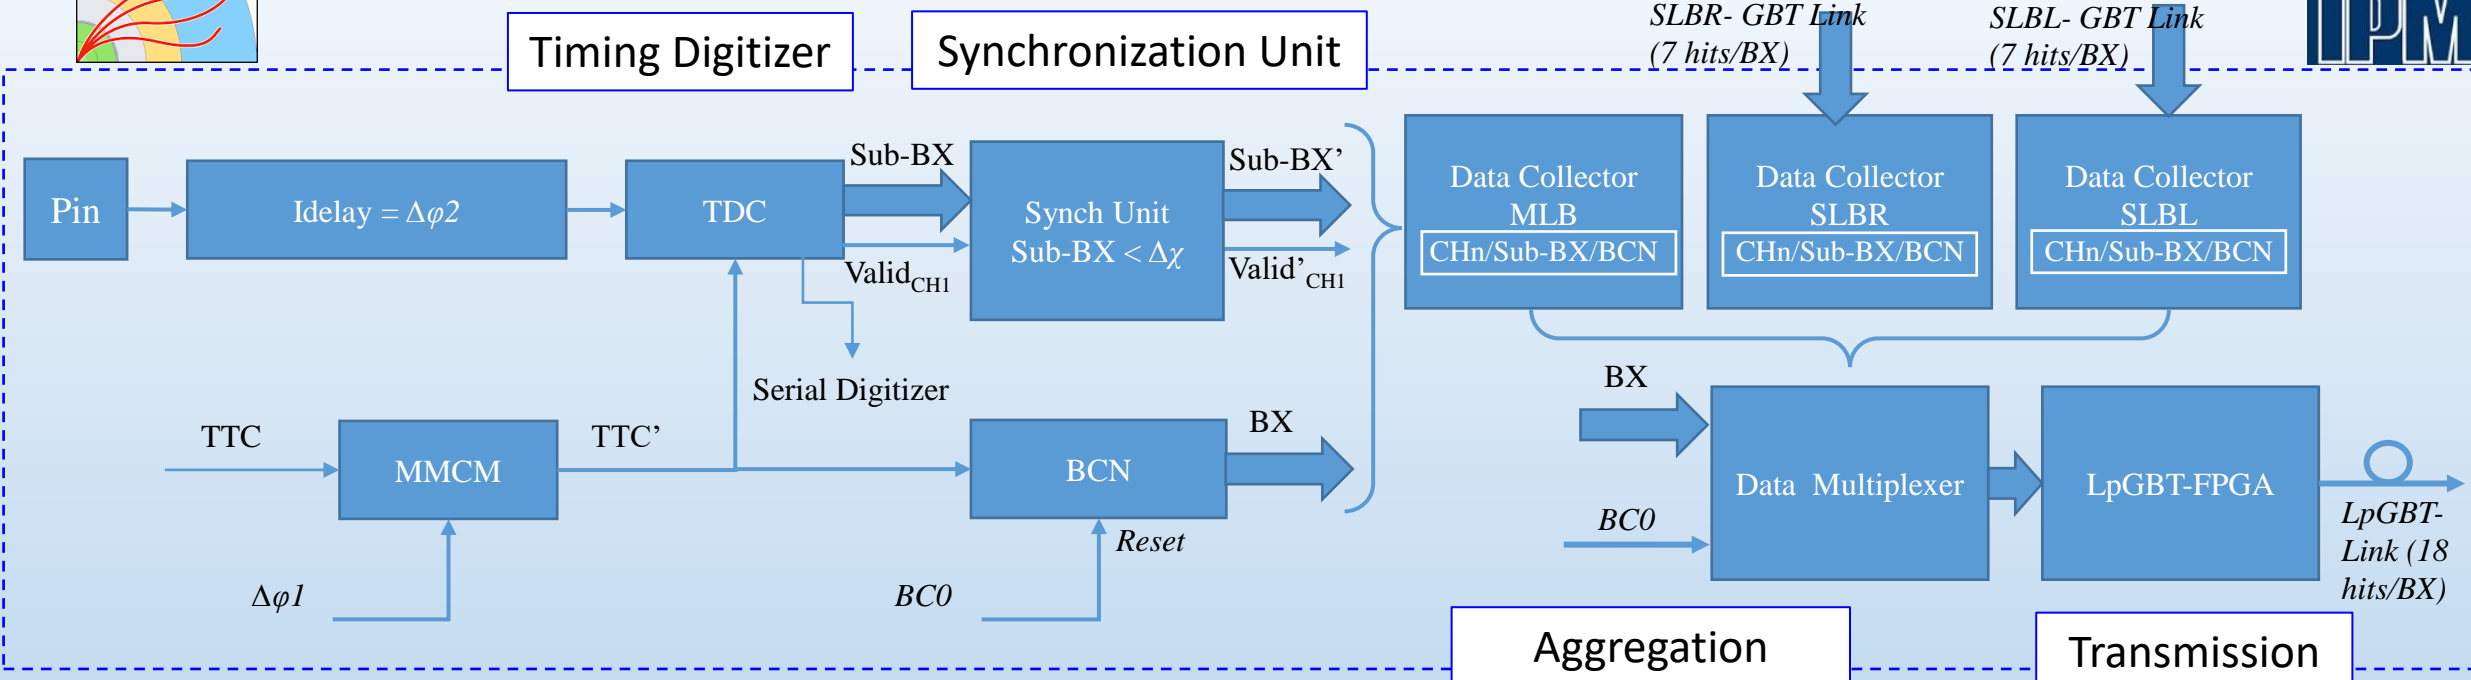 SLBR- GBT Link
(7 hits/BX)
SLBL- GBT Link
(7 hits/BX)
IPM
Timing Digitizer
Synchronization Unit
Pin
Idelay = Δφ2
TDC
Sub-BX
Valid_CH1
Synch Unit
Sub-BX < Δχ
Sub-BX’
Valid’_CH1
Data Collector
MLB
CHn/Sub-BX/BCN
Data Collector
SLBR
CHn/Sub-BX/BCN
Data Collector
SLBL
CHn/Sub-BX/BCN
Serial Digitizer
TTC
MMCM
TTC’
BCN
BX
Reset
Δφ1
BC0
BX
BC0
Data Multiplexer
LpGBT-FPGA
LpGBT-
Link (18
hits/BX)
Aggregation
Transmission